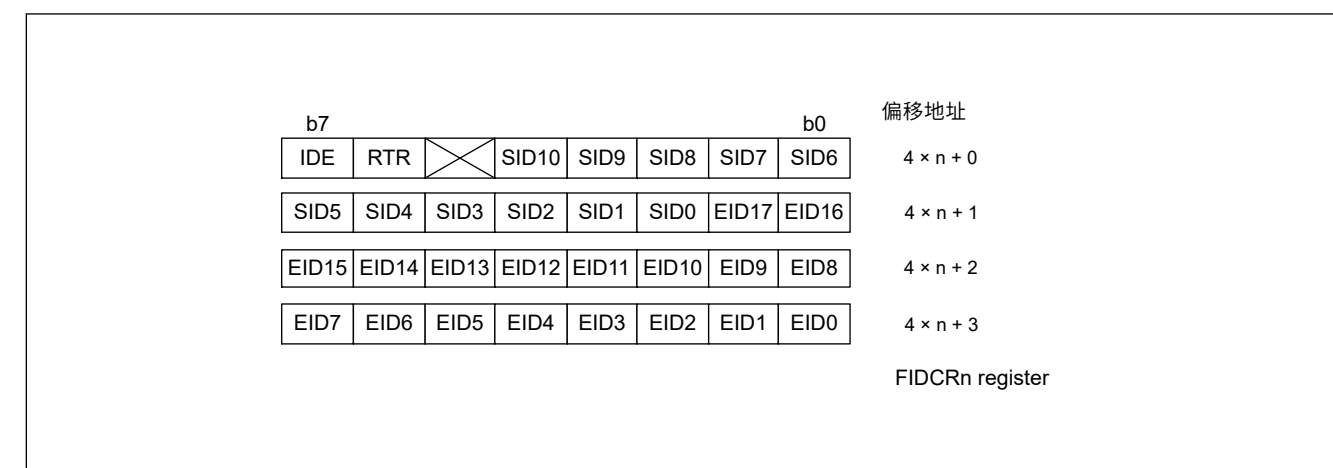 b7 b0 偏移地址
IDE RTR SID10 SID9 SID8 SID7 SID6 4 × n + 0
SID5 SID4 SID3 SID2 SID1 SID0 EID17 EID16 4 × n + 1
EID15 EID14 EID13 EID12 EID11 EID10 EID9 EID8 4 × n + 2
EID7 EID6 EID5 EID4 EID3 EID2 EID1 EID0 4 × n + 3
FIDCRn register